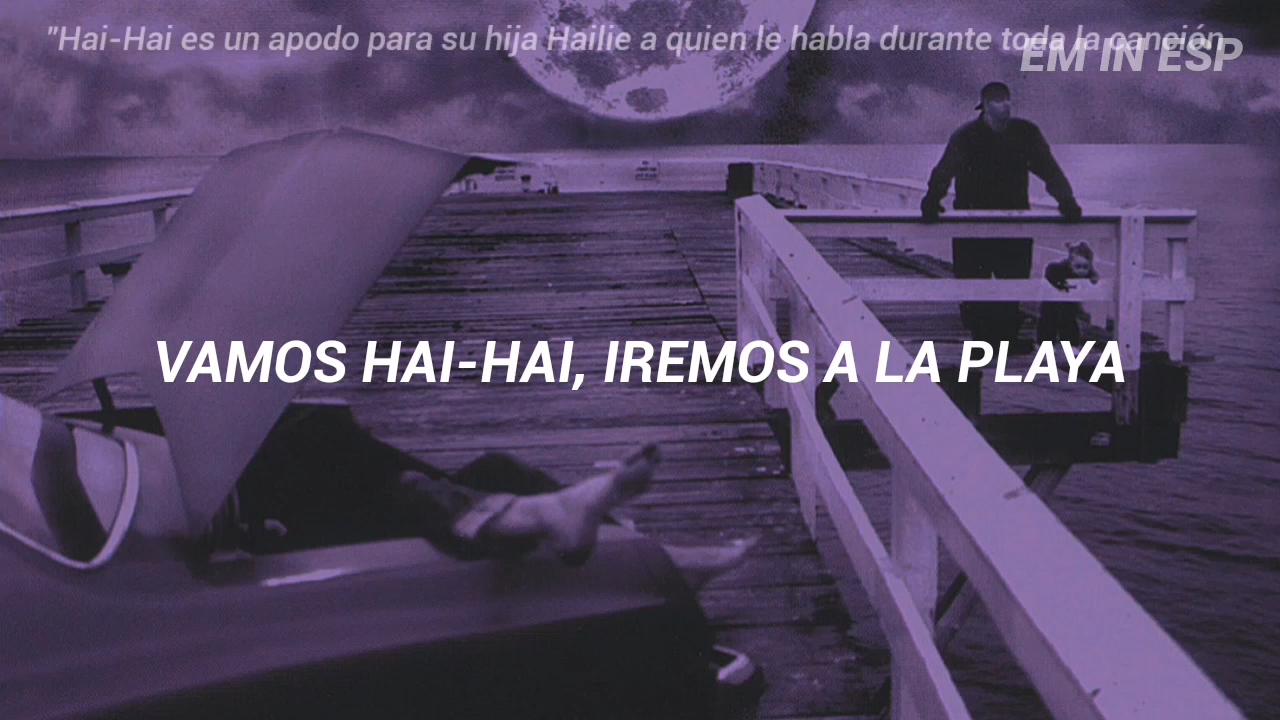 "Hai-Hai es un apodo para su hija Hailie a quien le habla durante toda la canción
EM IN ESP
VAMOS HAI-HAI, IREMOS A LA PLAYA